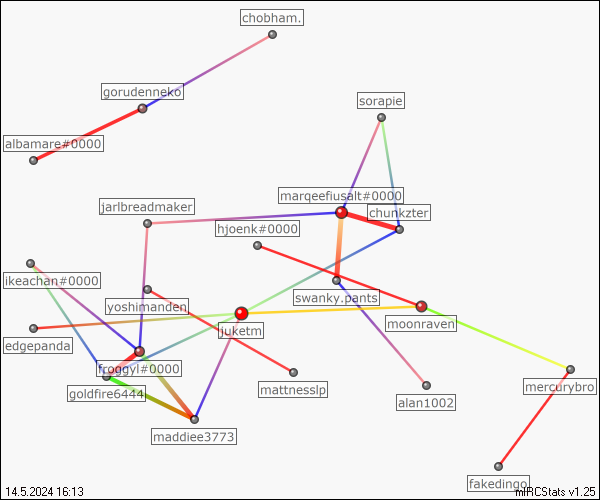 chobham.
gorudenneko
sorapie
albamare#0000
marqeefiusalt#0000
jarlbreadmaker
chunkzter
hjoenk#0000
ikeachan#0000
swanky.pants
yoshimanden
moonraven
juketm
edgepanda
froggyl#0000
goldfire6444
mattnesslp
mercurybro
alan1002
maddiee3773
fakedingo
14.5.2024 16:13
mIRCStats v1.25